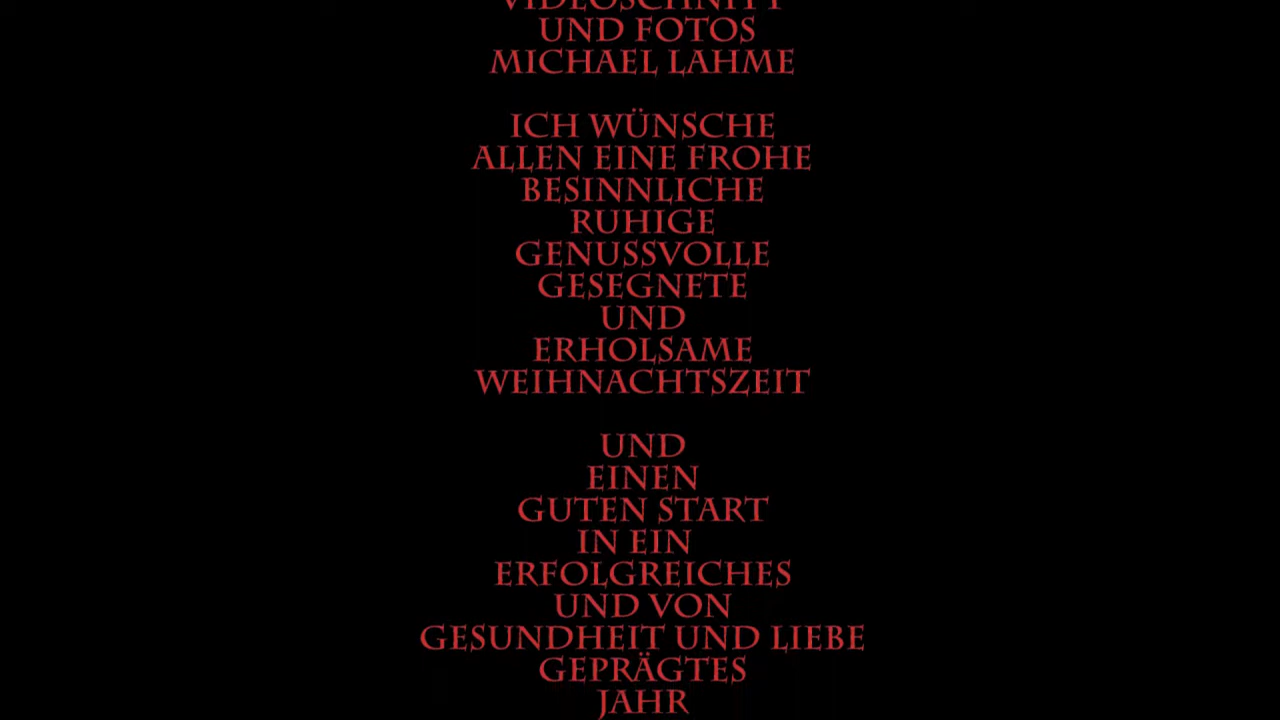 VIDEOSCHNITT
UND FOTOS
MICHAEL LAHME
ICH WÜNSCHE
ALLEN EINE FROHE
BESINNLICHE
RUHIGE
GENUSSVOLLE
GESEGNETE
UND
ERHOLSAME
WEIHNACHTSZEIT
UND
EINEN
GUTEN START
IN EIN
ERFOLGREICHES
UND VON
GESUNDHEIT UND LIEBE
GEPRÄGTES
JAHR